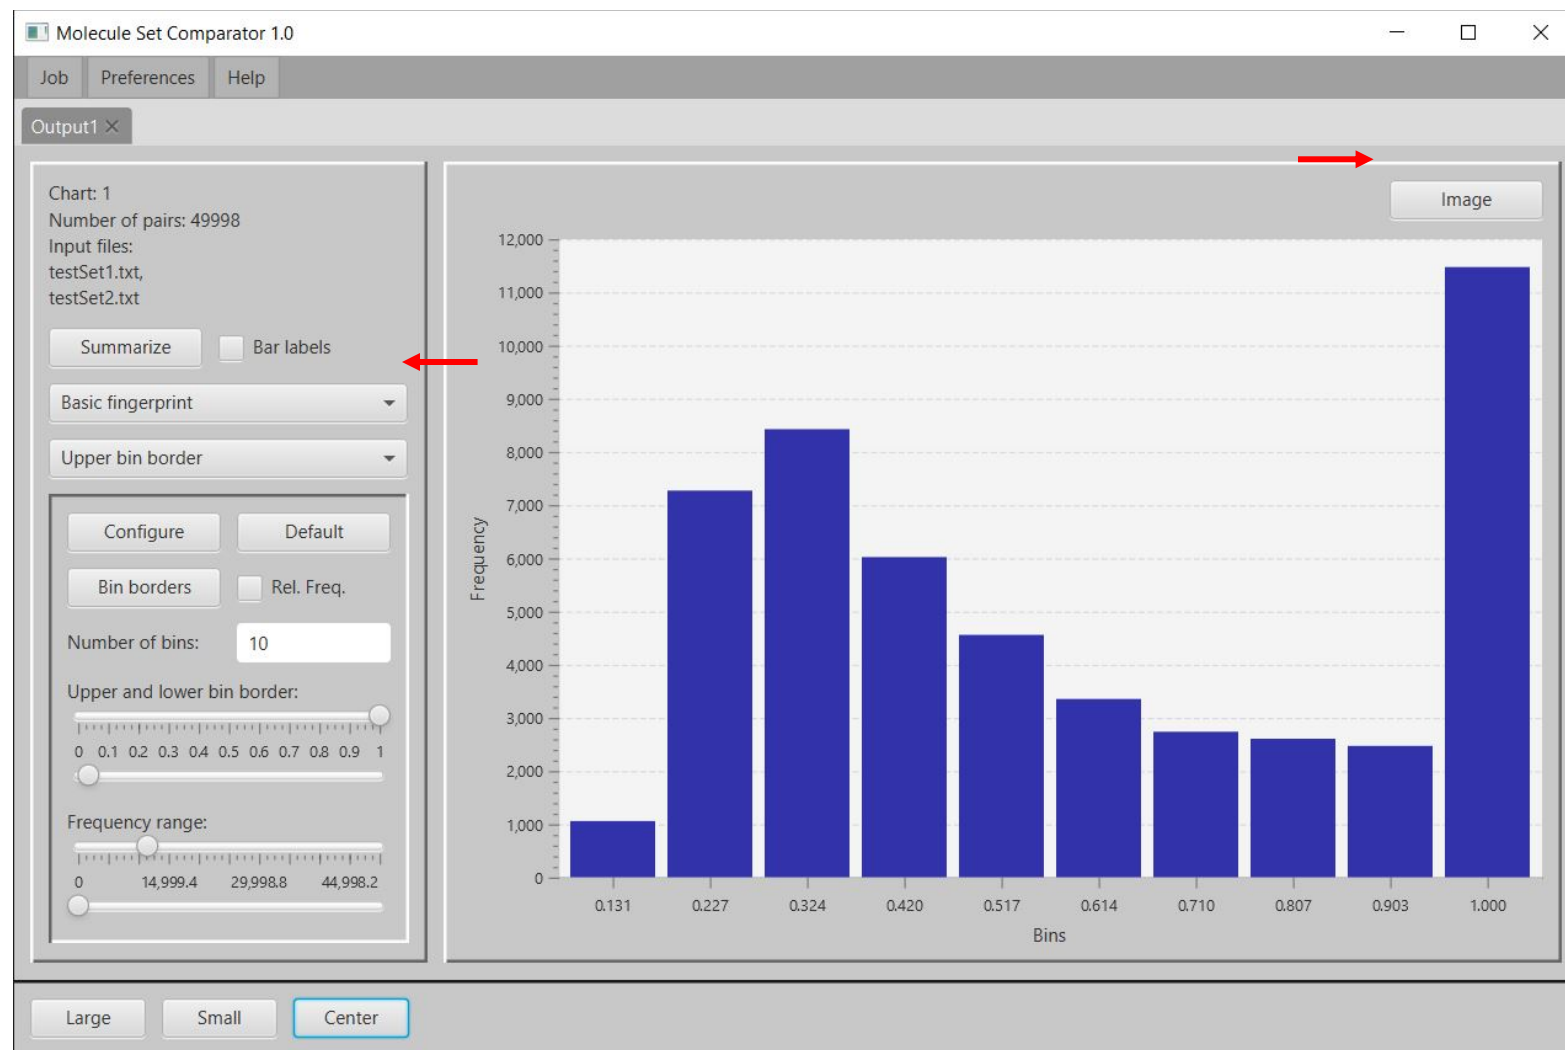 Molecule Set Comparator 1.0
Job Preferences Help
Output1
Chart: 1
Number of pairs: 49998
Input files:
testSet1.txt,
testSet2.txt
Summarize Bar labels
Basic fingerprint
Upper bin border
Configure Default
Bin borders Rel. Freq.
Number of bins: 10
Upper and lower bin border:
0 0.1 0.2 0.3 0.4 0.5 0.6 0.7 0.8 0.9 1
Frequency range:
0 14,999.4 29,998.8 44,998.2
Image
12,000
11,000
10,000
9,000
8,000
7,000
6,000
5,000
4,000
3,000
2,000
1,000
0
Frequency
0.131 0.227 0.324 0.420 0.517 0.614 0.710 0.807 0.903 1.000
Bins
Large Small Center